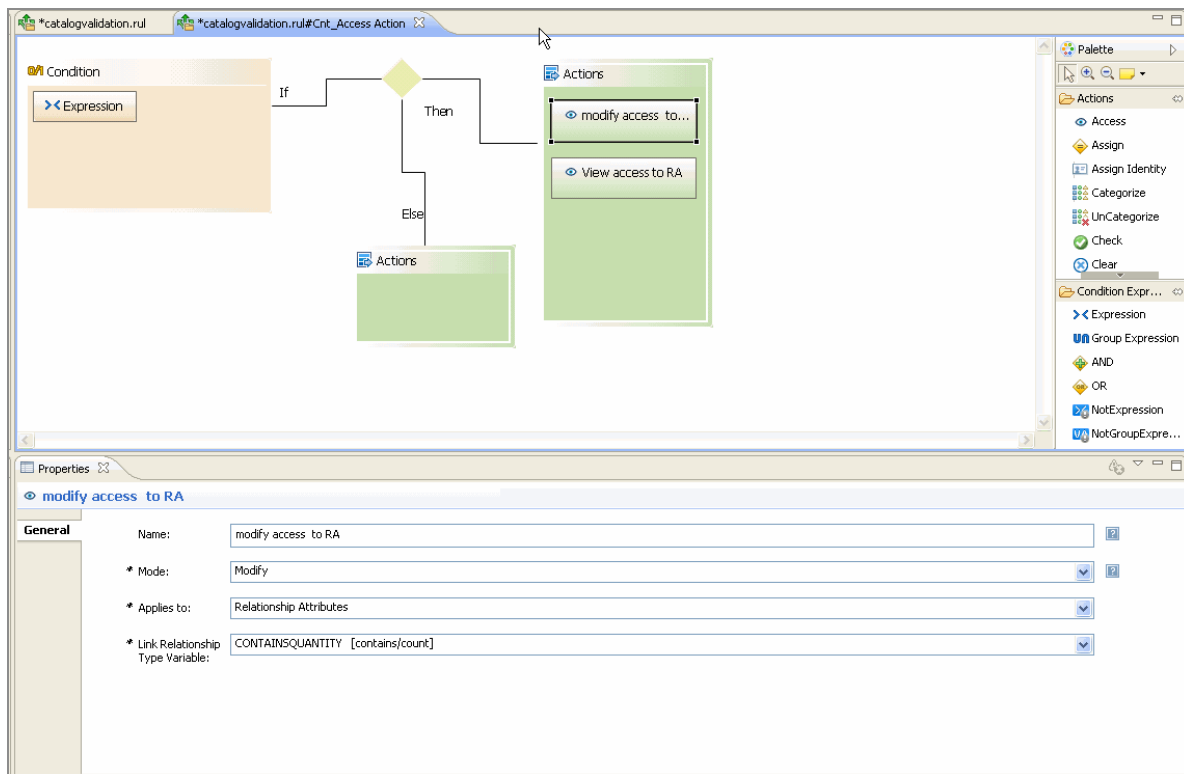 *catalogvalidation.rul
*catalogvalidation.rul#Cnt_Access Action
Condition
Expression
If
Then
Else
Actions
modify access to...
View access to RA
Actions
Palette
Actions
Access
Assign
Assign Identity
Categorize
UnCategorize
Check
Clear
Condition Expr...
Expression
Group Expression
AND
OR
NotExpression
NotGroupExpre...
Properties
modify access to RA
General
Name: modify access to RA
* Mode: Modify
* Applies to: Relationship Attributes
* Link Relationship CONTAINSQUANTITY [contains/count]
Type Variable: